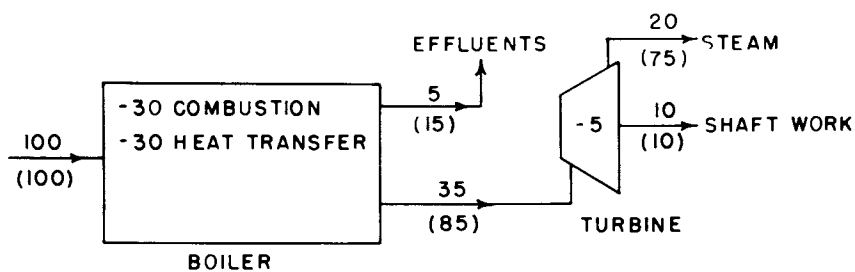 20
EFFLUENTS
STEAM
(75)
-30 COMBUSTION
5
10
(15)
-5
SHAFT WORK
-30 HEAT TRANSFER
(10)
100
(100)
35
(85)
TURBINE
BOILER